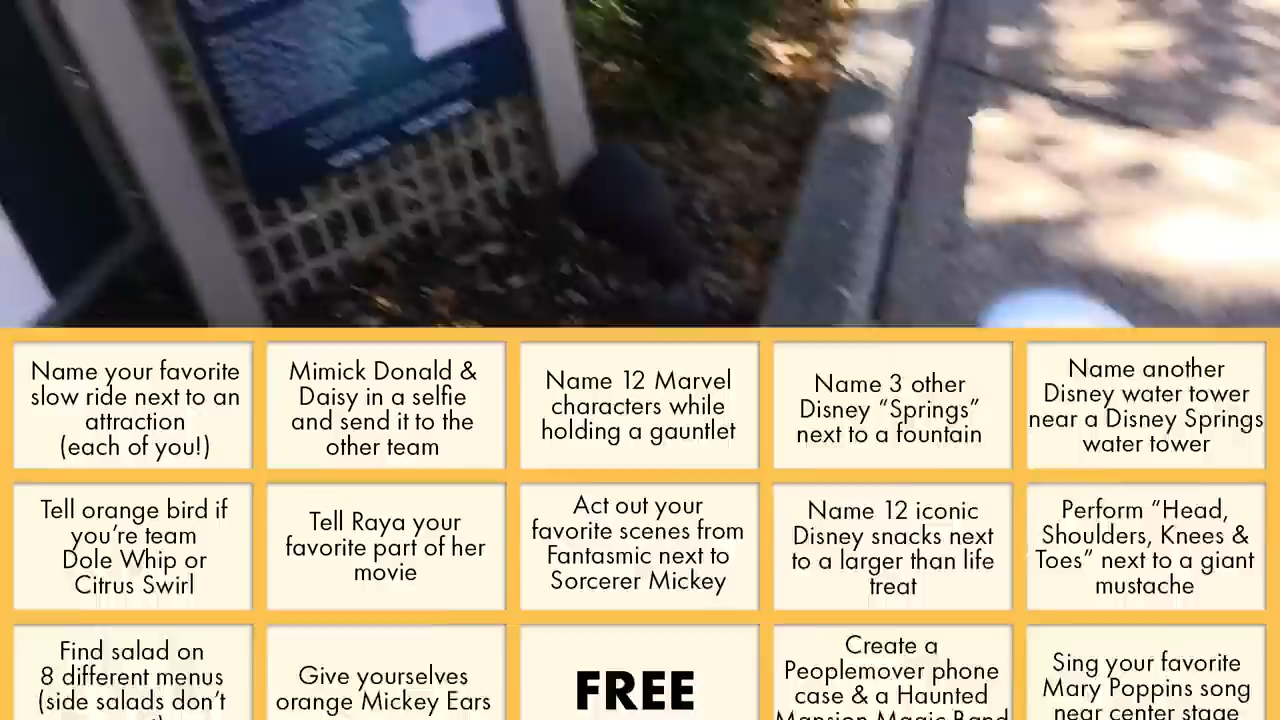 Name your favorite
slow ride next to an
attraction
(each of you!)
Mimick Donald &
Daisy in a selfie
and send it to the
other team
Name 12 Marvel
characters while
holding a gauntlet
Name 3 other
Disney "Springs"
next to a fountain
Name another
Disney water tower
near a Disney Springs
water tower
Tell orange bird if
you're team
Dole Whip or
Citrus Swirl
Tell Raya your
favorite part of her
movie
Act out your
favorite scenes from
Fantasmic next to
Sorcerer Mickey
Name 12 iconic
Disney snacks next
to a larger than life
treat
Perform "Head,
Shoulders, Knees &
Toes" next to a giant
mustache
Find salad on
8 different menus
(side salads don't
Give yourselves
orange Mickey Ears
FREE
Create a
Peoplemover phone
case & a Haunted
Mansion Magic Band
Sing your favorite
Mary Poppins song
near center stage